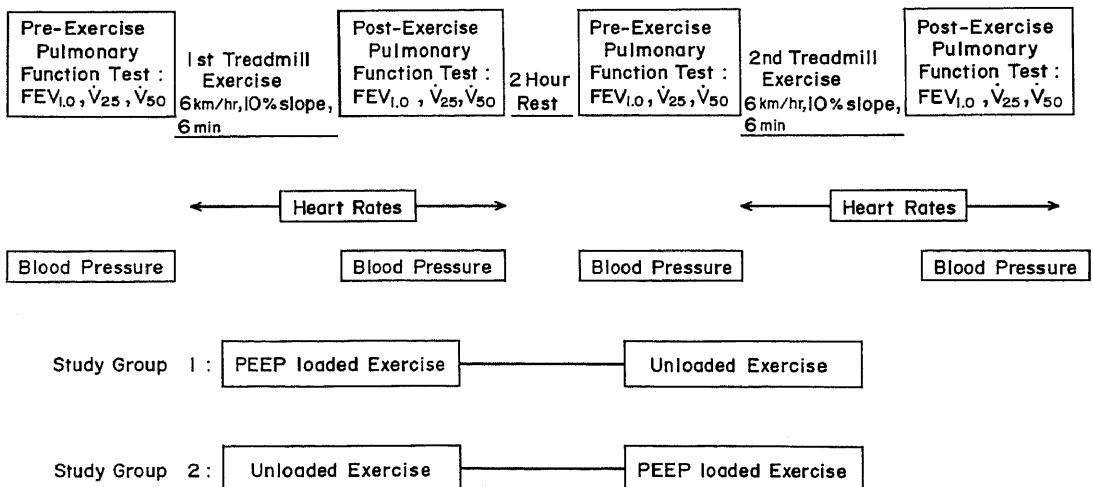 Pre-Exercise
Pulmonary
Function Test :
FEV1.0 , V̇25 , V̇50
1st Treadmill
Exercise
6 km/hr, 10% slope,
6 min
Post-Exercise
Pulmonary
Function Test :
FEV1.0 , V̇25, V̇50
2 Hour
Rest
Pre-Exercise
Pulmonary
Function Test :
FEV1.0 , V̇25, V̇50
2nd Treadmill
Exercise
6 km/hr, 10% slope,
6 min
Post-Exercise
Pulmonary
Function Test :
FEV1.0 , V̇25, V̇50
Heart Rates
Heart Rates
Blood Pressure
Blood Pressure
Blood Pressure
Blood Pressure
Study Group 1 : PEEP loaded Exercise Unloaded Exercise
Study Group 2 : Unloaded Exercise PEEP loaded Exercise